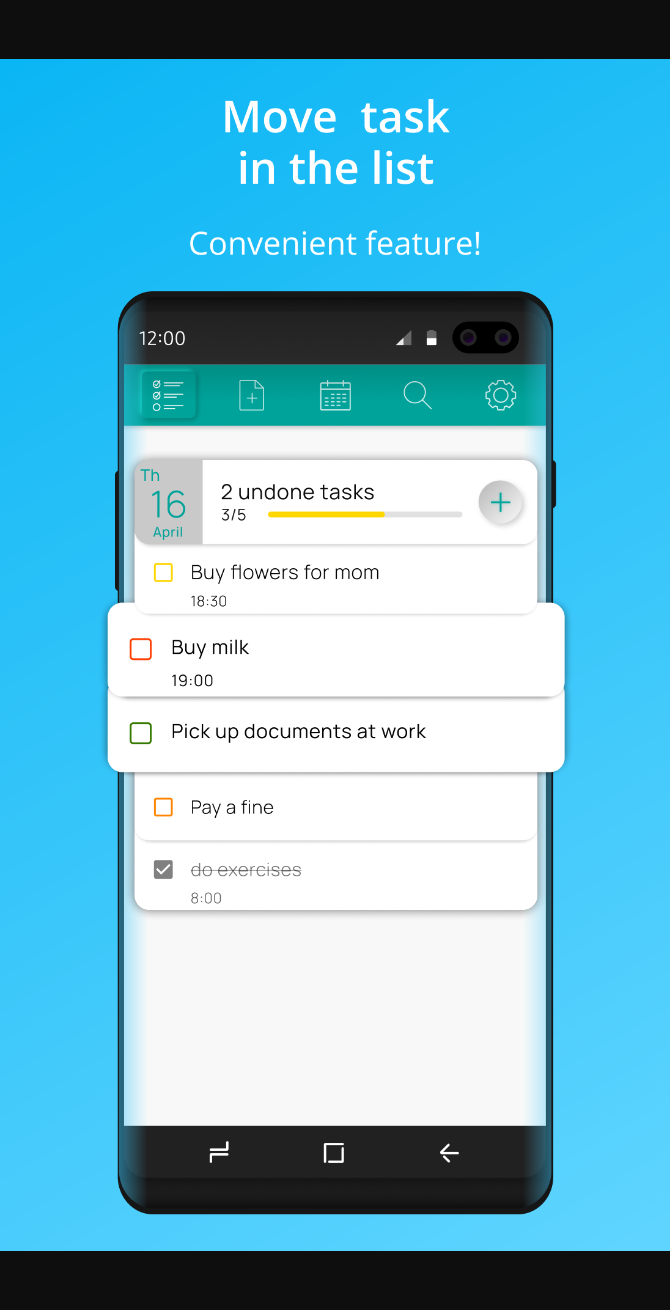 Move task
in the list
Convenient feature!
12:00
Th
16
April
2 undone tasks
3/5
Buy flowers for mom
18:30
Buy milk
19:00
Pick up documents at work
Pay a fine
do exercises
8:00